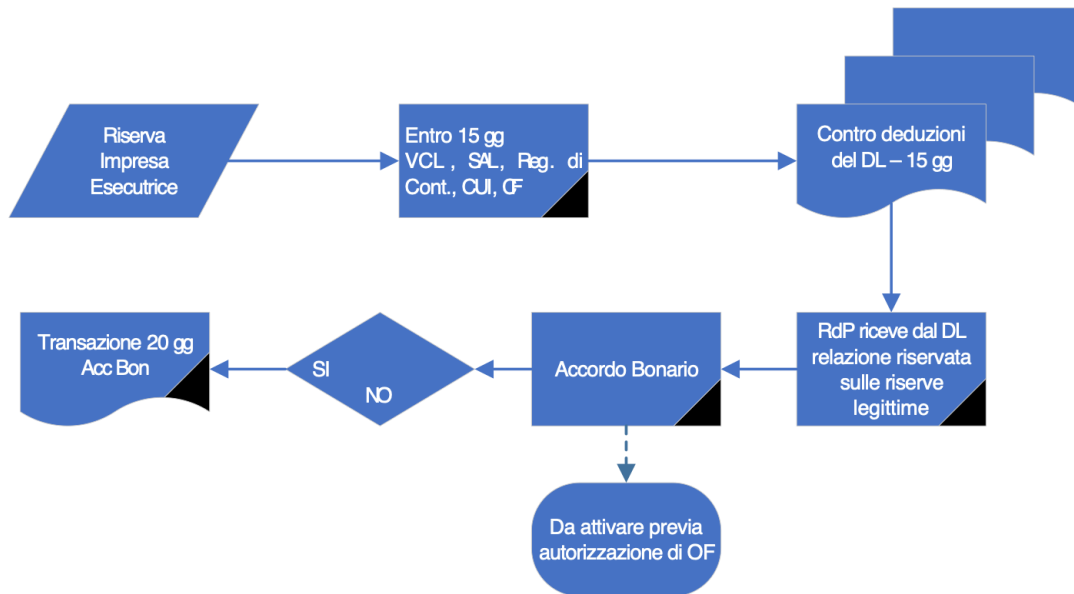 Riserva
Impresa
Esecutrice
Entro 15 gg
VCL , SAL, Reg. di
Cont., CUI, CF
Contro deduzioni
del DL – 15 gg
Transazione 20 gg
Acc Bon
SI
NO
Accordo Bonario
RdP riceve dal DL
relazione riservata
sulle riserve
legittime
Da attivare previa
autorizzazione di OF